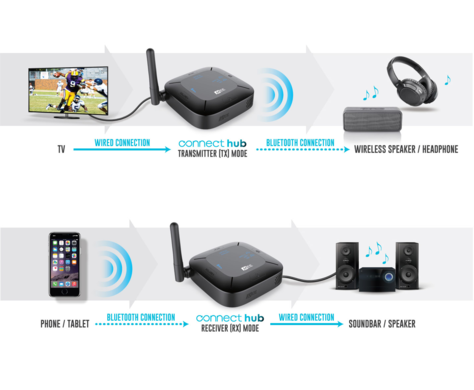 WIRED CONNECTION
BLUETOOTH CONNECTION
TV
connect hub
TRANSMITTER (TX) MODE
WIRELESS SPEAKER / HEADPHONE
BLUETOOTH CONNECTION
WIRED CONNECTION
PHONE / TABLET
connect hub
RECEIVER (RX) MODE
SOUNDBAR / SPEAKER